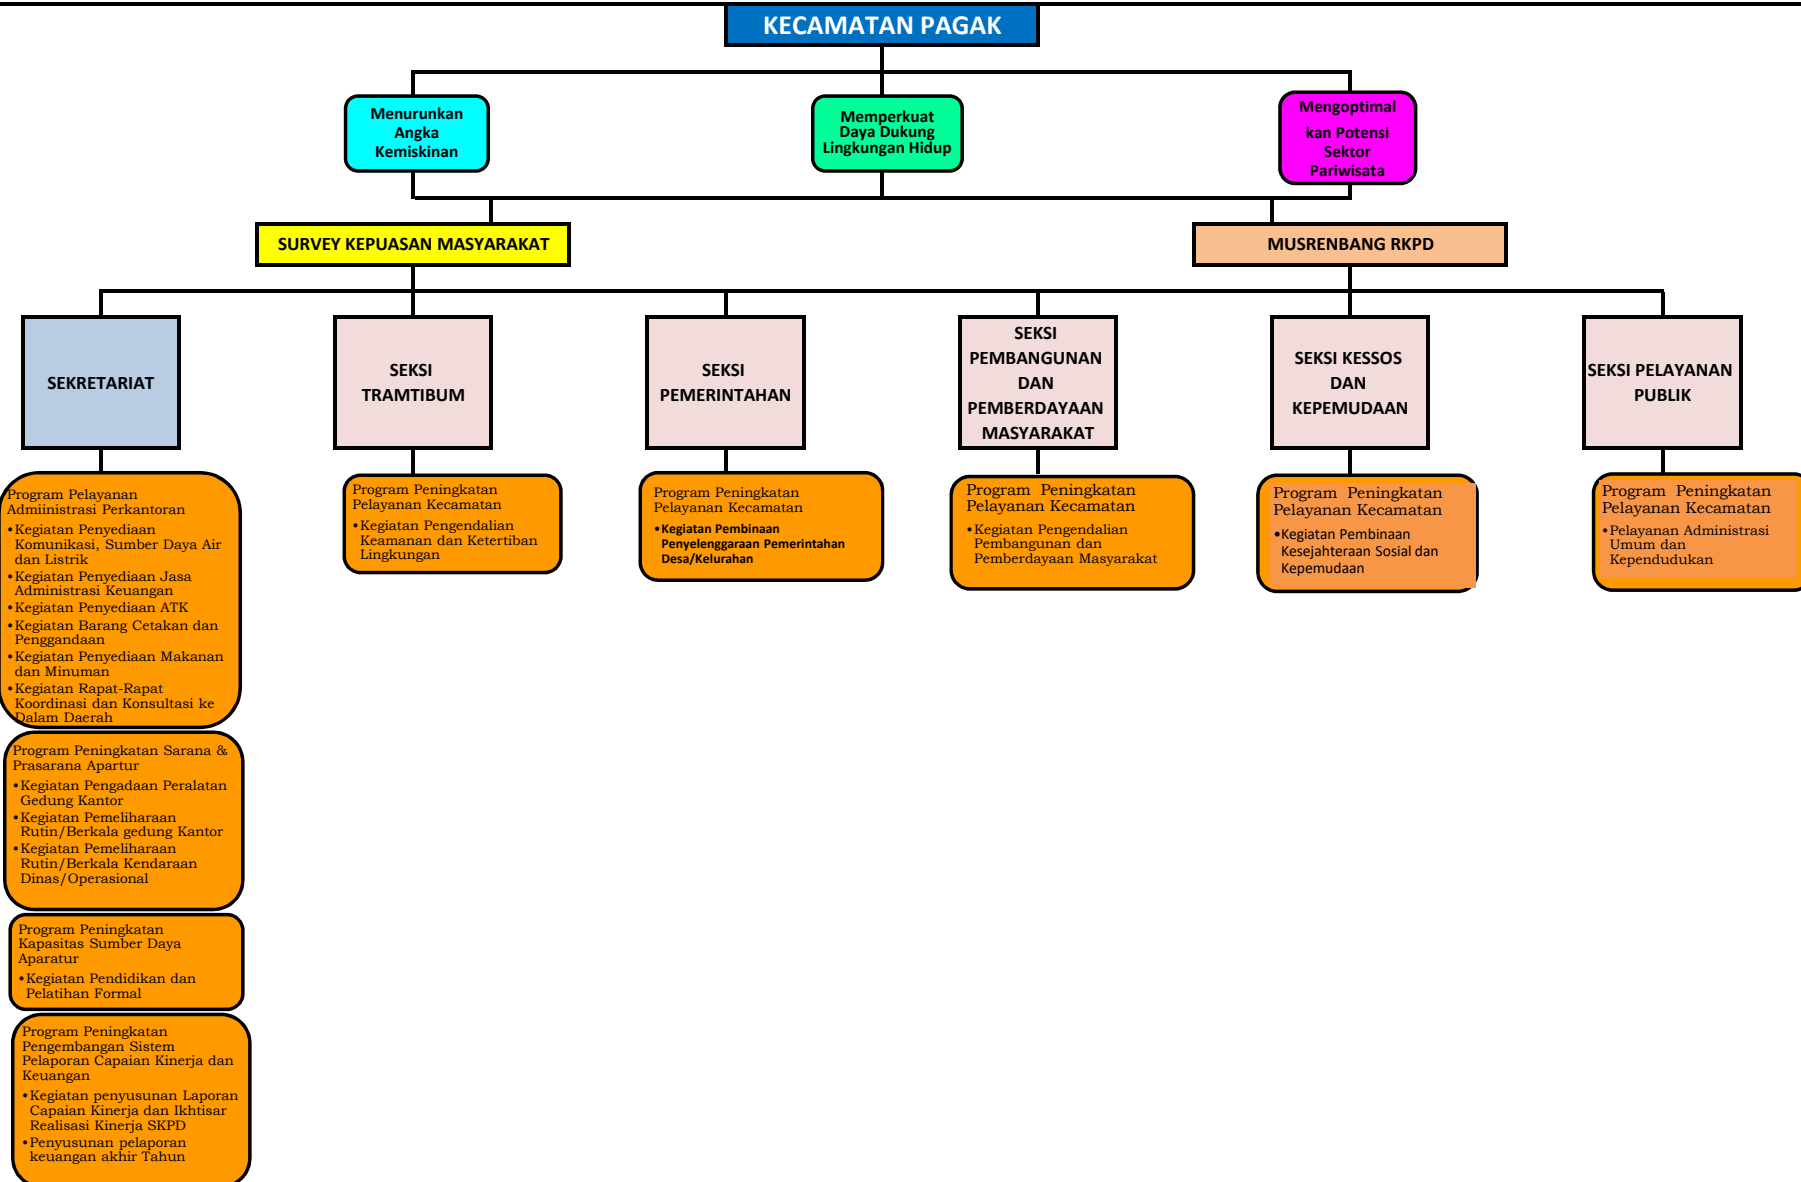 KECAMATAN PAGAK
Menurunkan
Angka
Kemiskinan
Memperkuat
Daya Dukung
Lingkungan Hidup
Mengoptimal
kan Potensi
Sektor
Pariwisata
SURVEY KEPUASAN MASYARAKAT
MUSRENBANG RKPD
SEKRETARIAT
SEKSI
TRAMTIBUM
SEKSI
PEMERINTAHAN
SEKSI
PEMBANGUNAN
DAN
PEMBERDAYAAN
MASYARAKAT
SEKSI KESSOS
DAN
KEPEMUDAAN
SEKSI PELAYANAN
PUBLIK
Program Pelayanan
Admiinistrasi Perkantoran
•Kegiatan Penyediaan
Komunikasi, Sumber Daya Air
dan Listrik
•Kegiatan Penyediaan Jasa
Administrasi Keuangan
•Kegiatan Penyediaan ATK
•Kegiatan Barang Cetakan dan
Penggandaan
•Kegiatan Penyediaan Makanan
dan Minuman
•Kegiatan Rapat-Rapat
Koordinasi dan Konsultasi ke
Dalam Daerah
Program Peningkatan Sarana &
Prasarana Apartur
•Kegiatan Pengadaan Peralatan
Gedung Kantor
•Kegiatan Pemeliharaan
Rutin/Berkala gedung Kantor
•Kegiatan Pemeliharaan
Rutin/Berkala Kendaraan
Dinas/Operasional
Program Peningkatan
Kapasitas Sumber Daya
Aparatur
•Kegiatan Pendidikan dan
Pelatihan Formal
Program Peningkatan
Pengembangan Sistem
Pelaporan Capaian Kinerja dan
Keuangan
•Kegiatan penyusunan Laporan
Capaian Kinerja dan Ikhtisar
Realisasi Kinerja SKPD
•Penyusunan pelaporan
keuangan akhir Tahun
Program Peningkatan
Pelayanan Kecamatan
•Kegiatan Pengendalian
Keamanan dan Ketertiban
Lingkungan
Program Peningkatan
Pelayanan Kecamatan
•Kegiatan Pembinaan
Penyelenggaraan Pemerintahan
Desa/Kelurahan
Program Peningkatan
Pelayanan Kecamatan
•Kegiatan Pengendalian
Pembangunan dan
Pemberdayaan Masyarakat
Program Peningkatan
Pelayanan Kecamatan
•Kegiatan Pembinaan
Kesejahteraan Sosial dan
Kepemudaan
Program Peningkatan
Pelayanan Kecamatan
•Pelayanan Administrasi
Umum dan
Kependudukan